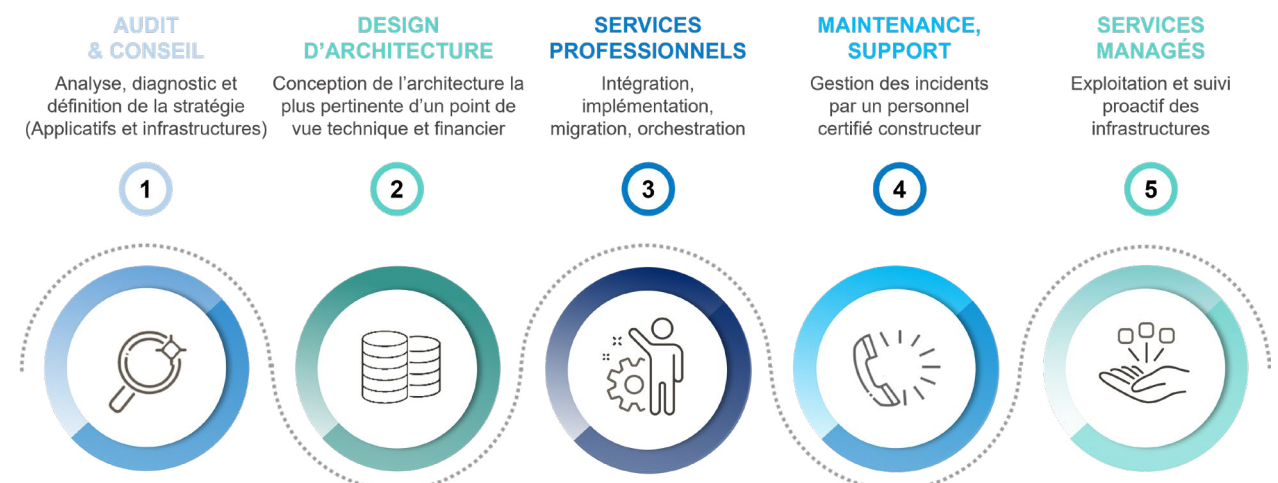 AUDIT
& CONSEIL
Analyse, diagnostic et
définition de la stratégie
(Applicatifs et infrastructures)
1
DESIGN
D’ARCHITECTURE
Conception de l’architecture la
plus pertinente d’un point de
vue technique et financier
2
SERVICES
PROFESSIONNELS
Intégration,
implémentation,
migration, orchestration
3
MAINTENANCE,
SUPPORT
Gestion des incidents
par un personnel
certifié constructeur
4
SERVICES
MANAGÉS
Exploitation et suivi
proactif des
infrastructures
5